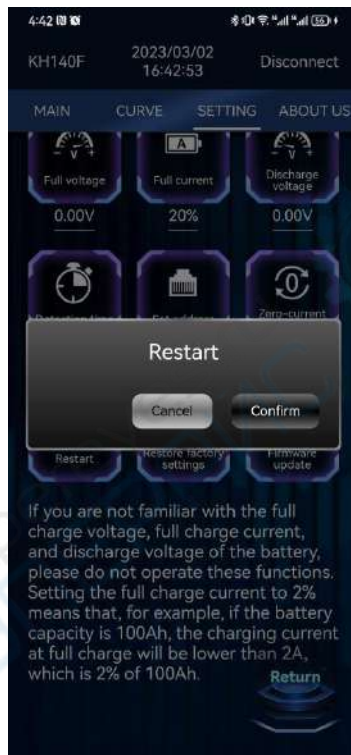 4:42
56
KH140F
2023/03/02
16:42:53
Disconnect
MAIN
CURVE
SETTING
ABOUT US
Full voltage
Full current
Discharge
voltage
0.00V
20%
0.00V
Zero-current
Restart
Cancel
Confirm
Restart
Restore factory
settings
Firmware
update
If you are not familiar with the full
charge voltage, full charge current,
and discharge voltage of the battery,
please do not operate these functions.
Setting the full charge current to 2%
means that, for example, if the battery
capacity is 100Ah, the charging current
at full charge will be lower than 2A,
which is 2% of 100Ah.
Return